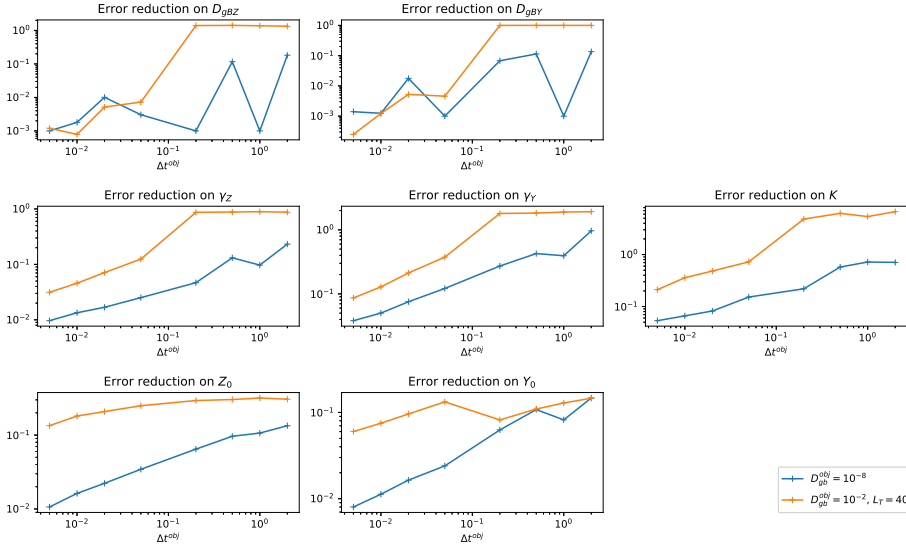 Error reduction on D_gBZ
Error reduction on D_gBY
10^0
10^−1
10^−2
10^−3
10^−2
10^−1
10^0
Δt^obj
10^0
10^−1
10^−2
10^−3
10^−2
10^−1
10^0
Δt^obj
Error reduction on γ_Z
Error reduction on γ_Y
Error reduction on K
10^0
10^−1
10^−2
10^−2
10^−1
10^0
Δt^obj
10^0
10^−1
10^−2
10^−1
10^0
Δt^obj
10^0
10^−1
10^−2
10^−1
10^0
Δt^obj
Error reduction on Z_0
Error reduction on Y_0
10^−1
10^−2
10^−2
10^−1
10^0
Δt^obj
10^−1
10^−2
10^−2
10^−1
10^0
Δt^obj
D_gb^obj = 10^−8
D_gb^obj = 10^−2, L_T = 40